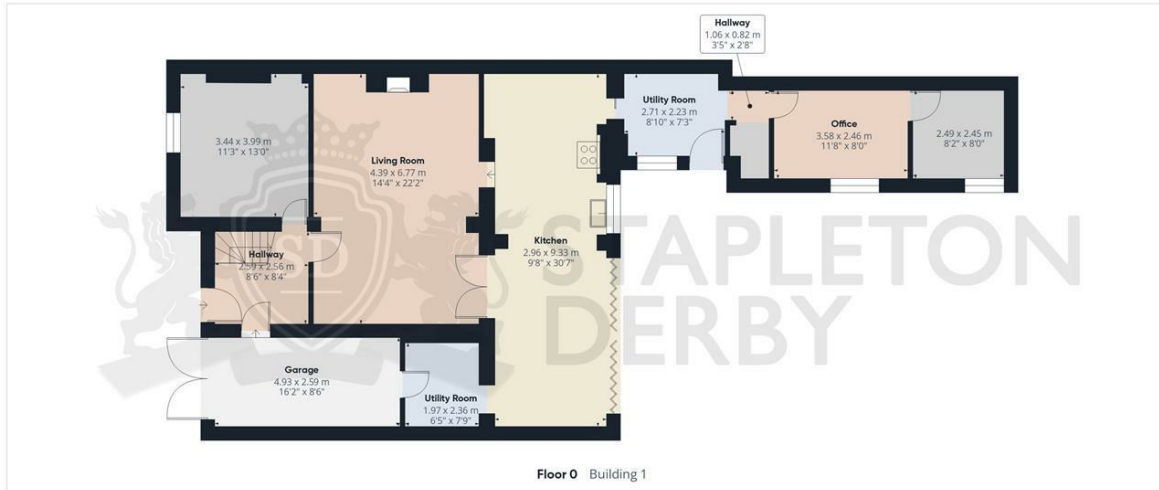 Hallway
1.06 x 0.82 m
3'5" x 2'8"
3.44 x 3.99 m
11'3" x 13'0"
Living Room
4.39 x 6.77 m
14'4" x 22'2"
Utility Room
2.71 x 2.23 m
8'10" x 7'3"
Office
3.58 x 2.46 m
11'8" x 8'0"
2.49 x 2.45 m
8'2" x 8'0"
Hallway
2.59 x 2.56 m
8'6" x 8'4"
Kitchen
2.96 x 9.33 m
9'8" x 30'7"
SD
STAPLETON
DERBY
Garage
4.93 x 2.59 m
16'2" x 8'6"
Utility Room
1.97 x 2.36 m
6'5" x 7'9"
Floor 0 Building 1